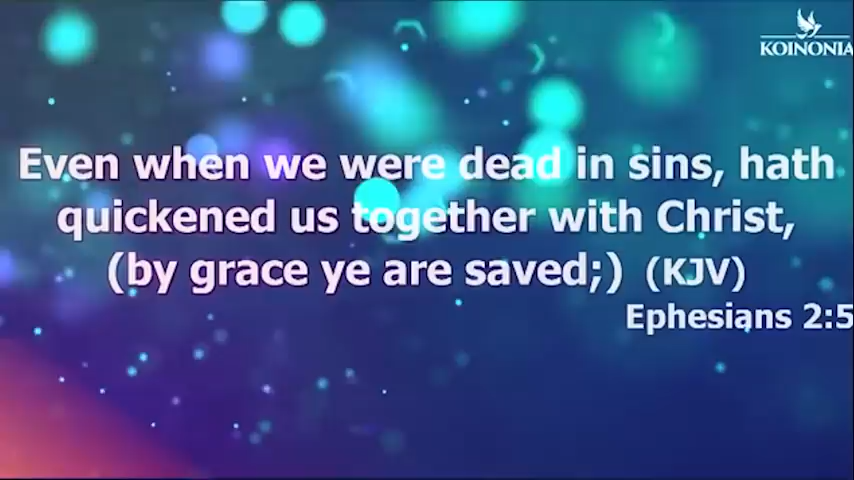 KOINONIA
Even when we were dead in sins, hath
quickened us together with Christ,
(by grace ye are saved;) (KJV)
Ephesians 2:5